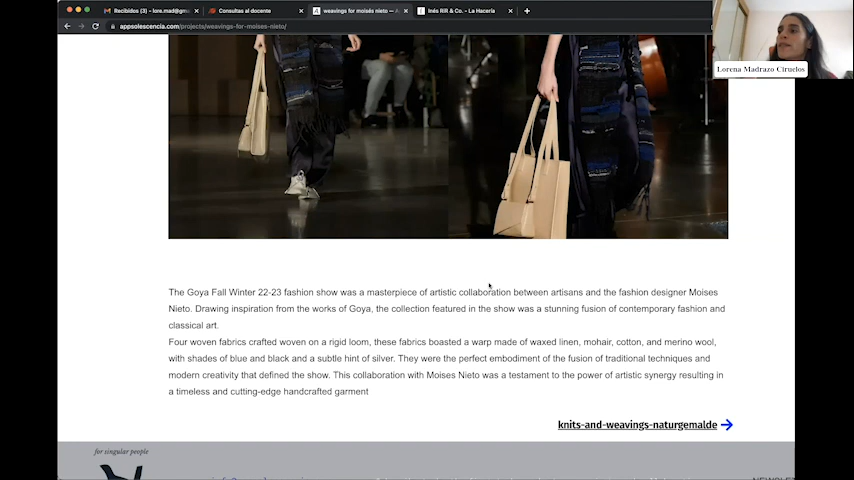 Recibidos (3) - lore.mad@gm
Consultas al docente
weavings for moisés nieto —
Inés RIR & Co. - La Hacería
appsolescencia.com/projects/weavings-for-moises-nieto/
Lorena Madrazo Ciruelos
The Goya Fall Winter 22-23 fashion show was a masterpiece of artistic collaboration between artisans and the fashion designer Moises
Nieto. Drawing inspiration from the works of Goya, the collection featured in the show was a stunning fusion of contemporary fashion and
classical art.
Four woven fabrics crafted woven on a rigid loom, these fabrics boasted a warp made of waxed linen, mohair, cotton, and merino wool,
with shades of blue and black and a subtle hint of silver. They were the perfect embodiment of the fusion of traditional techniques and
modern creativity that defined the show. This collaboration with Moises Nieto was a testament to the power of artistic synergy resulting in
a timeless and cutting-edge handcrafted garment
knits-and-weavings-naturgemalde
for singular people